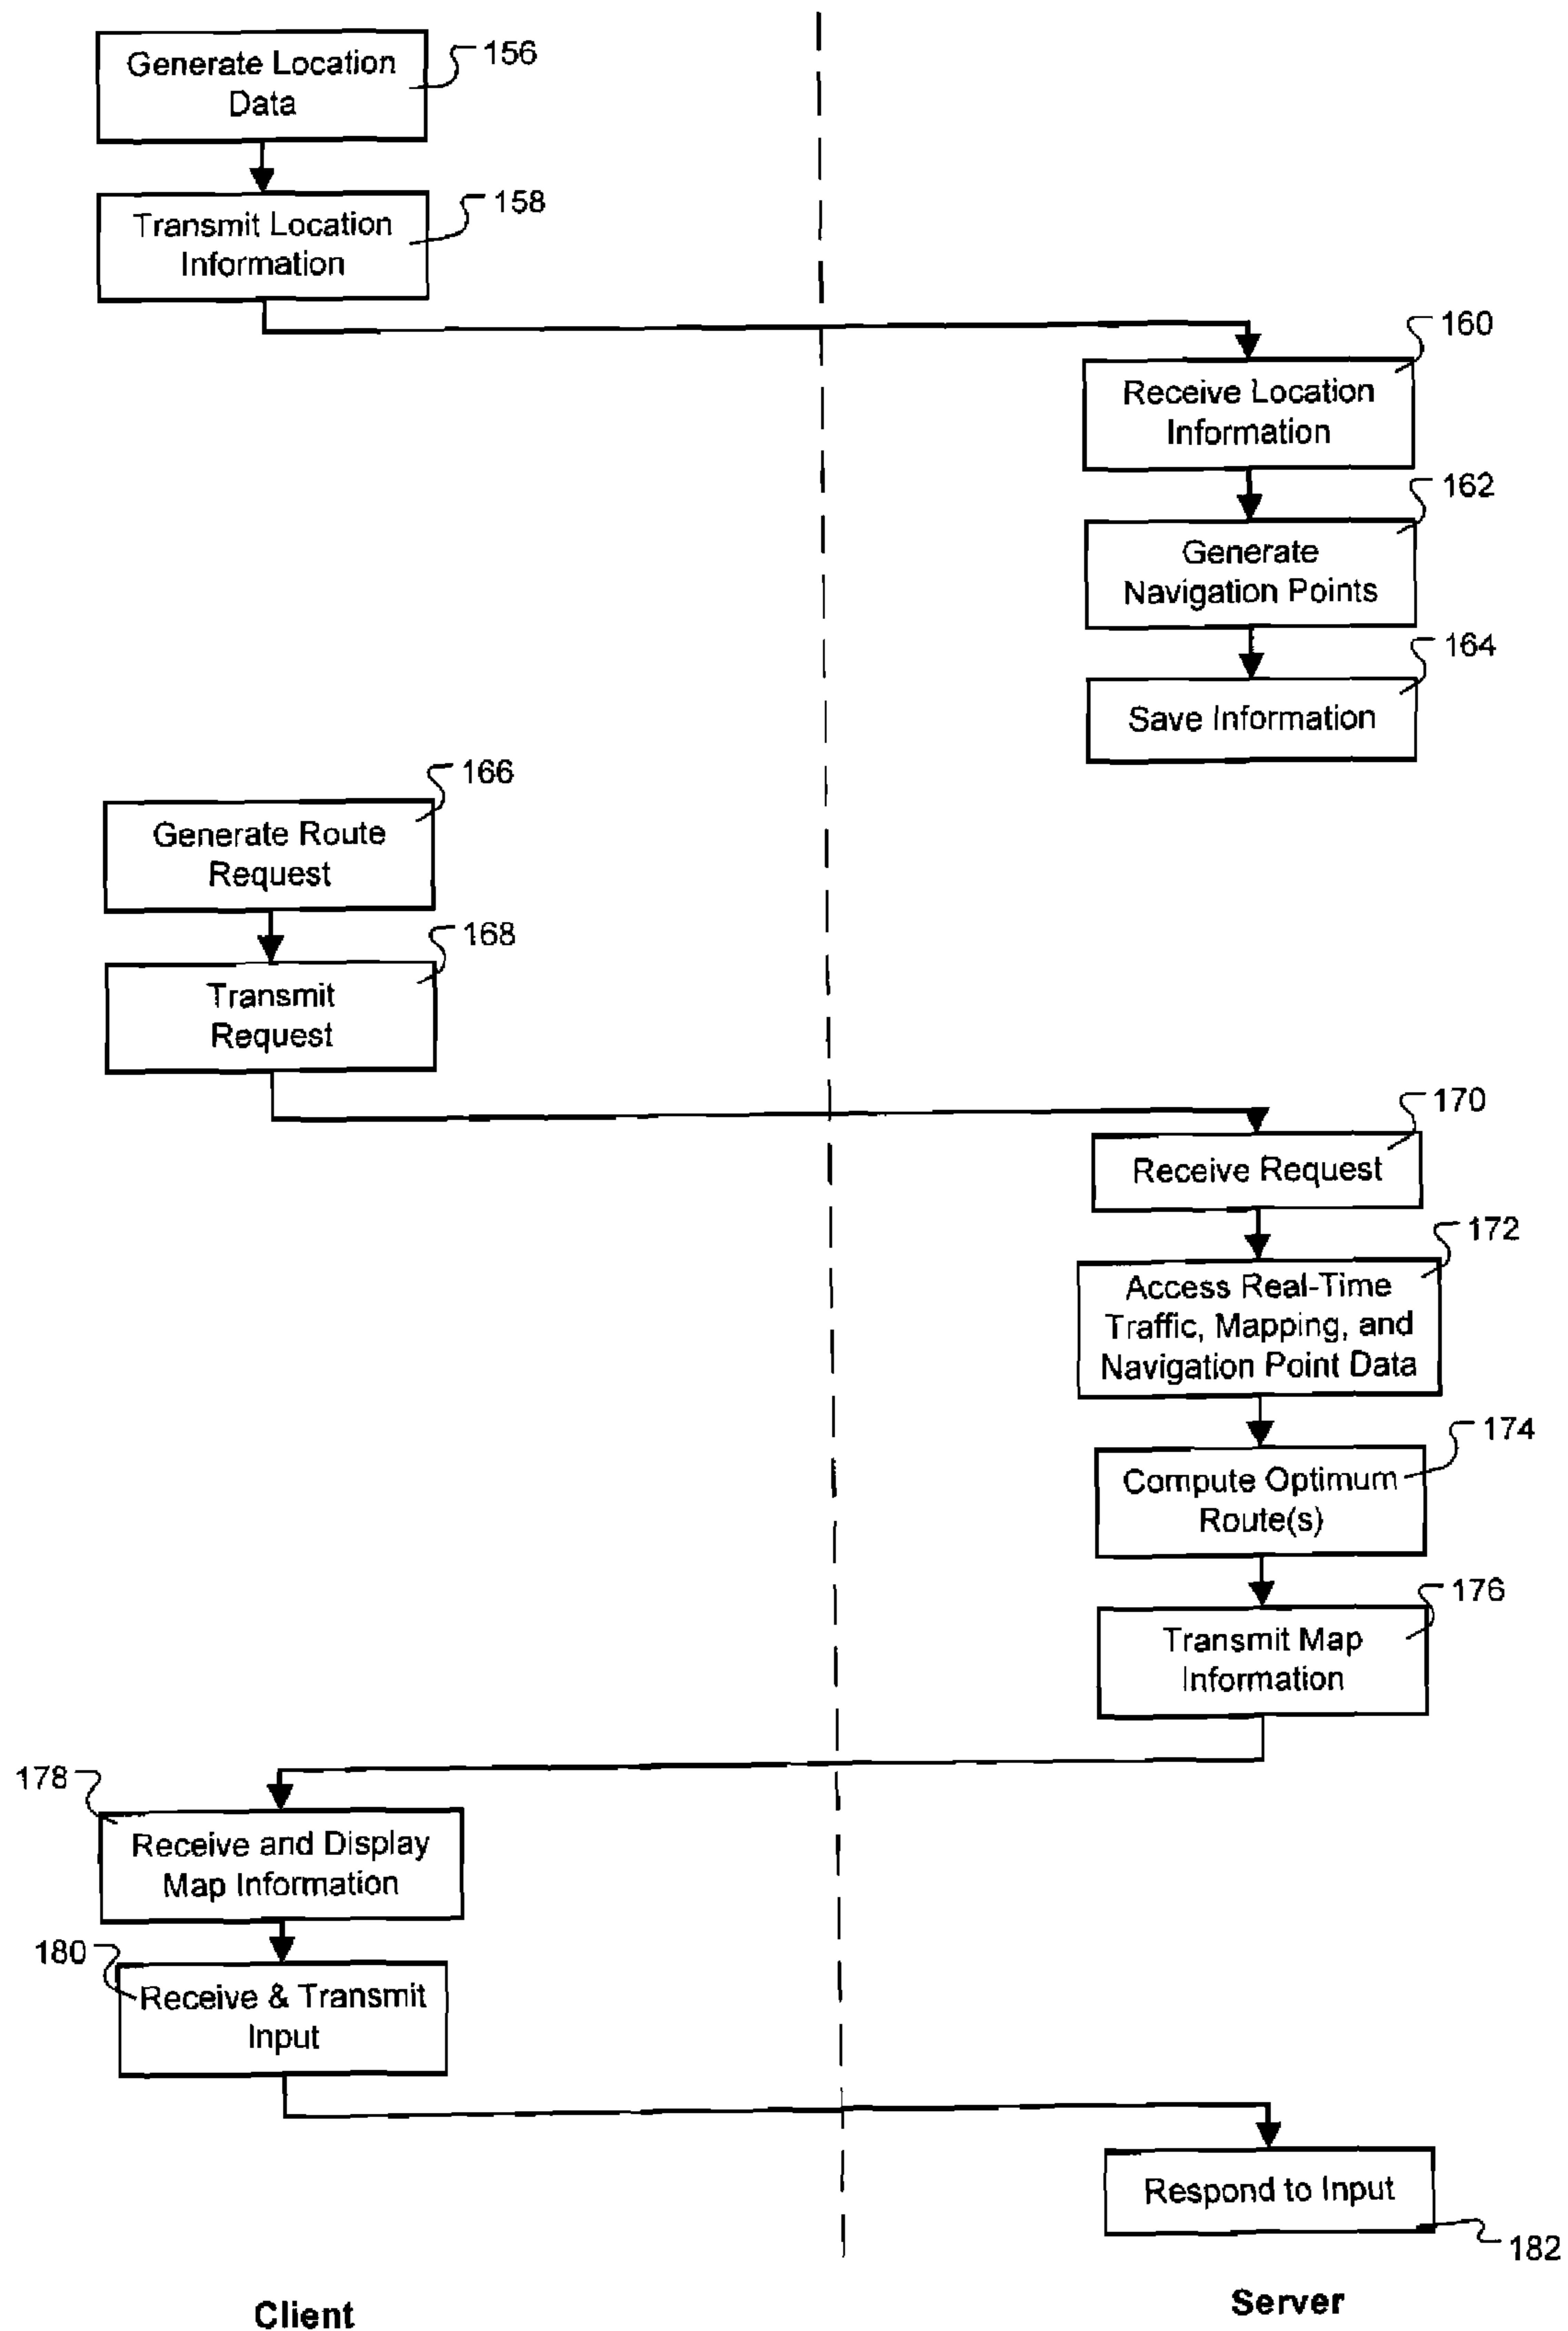 Generate Location
Data
156
Transmit Location
Information
158
160
Receive Location
Information
162
Generate
Navigation Points
164
Save Information
166
Generate Route
Request
168
Transmit
Request
170
Receive Request
172
Access Real-Time
Traffic, Mapping, and
Navigation Point Data
174
Compute Optimum
Route(s)
176
Transmit Map
Information
178
Receive and Display
Map Information
180
Receive & Transmit
Input
Respond to Input
182
Client
Server